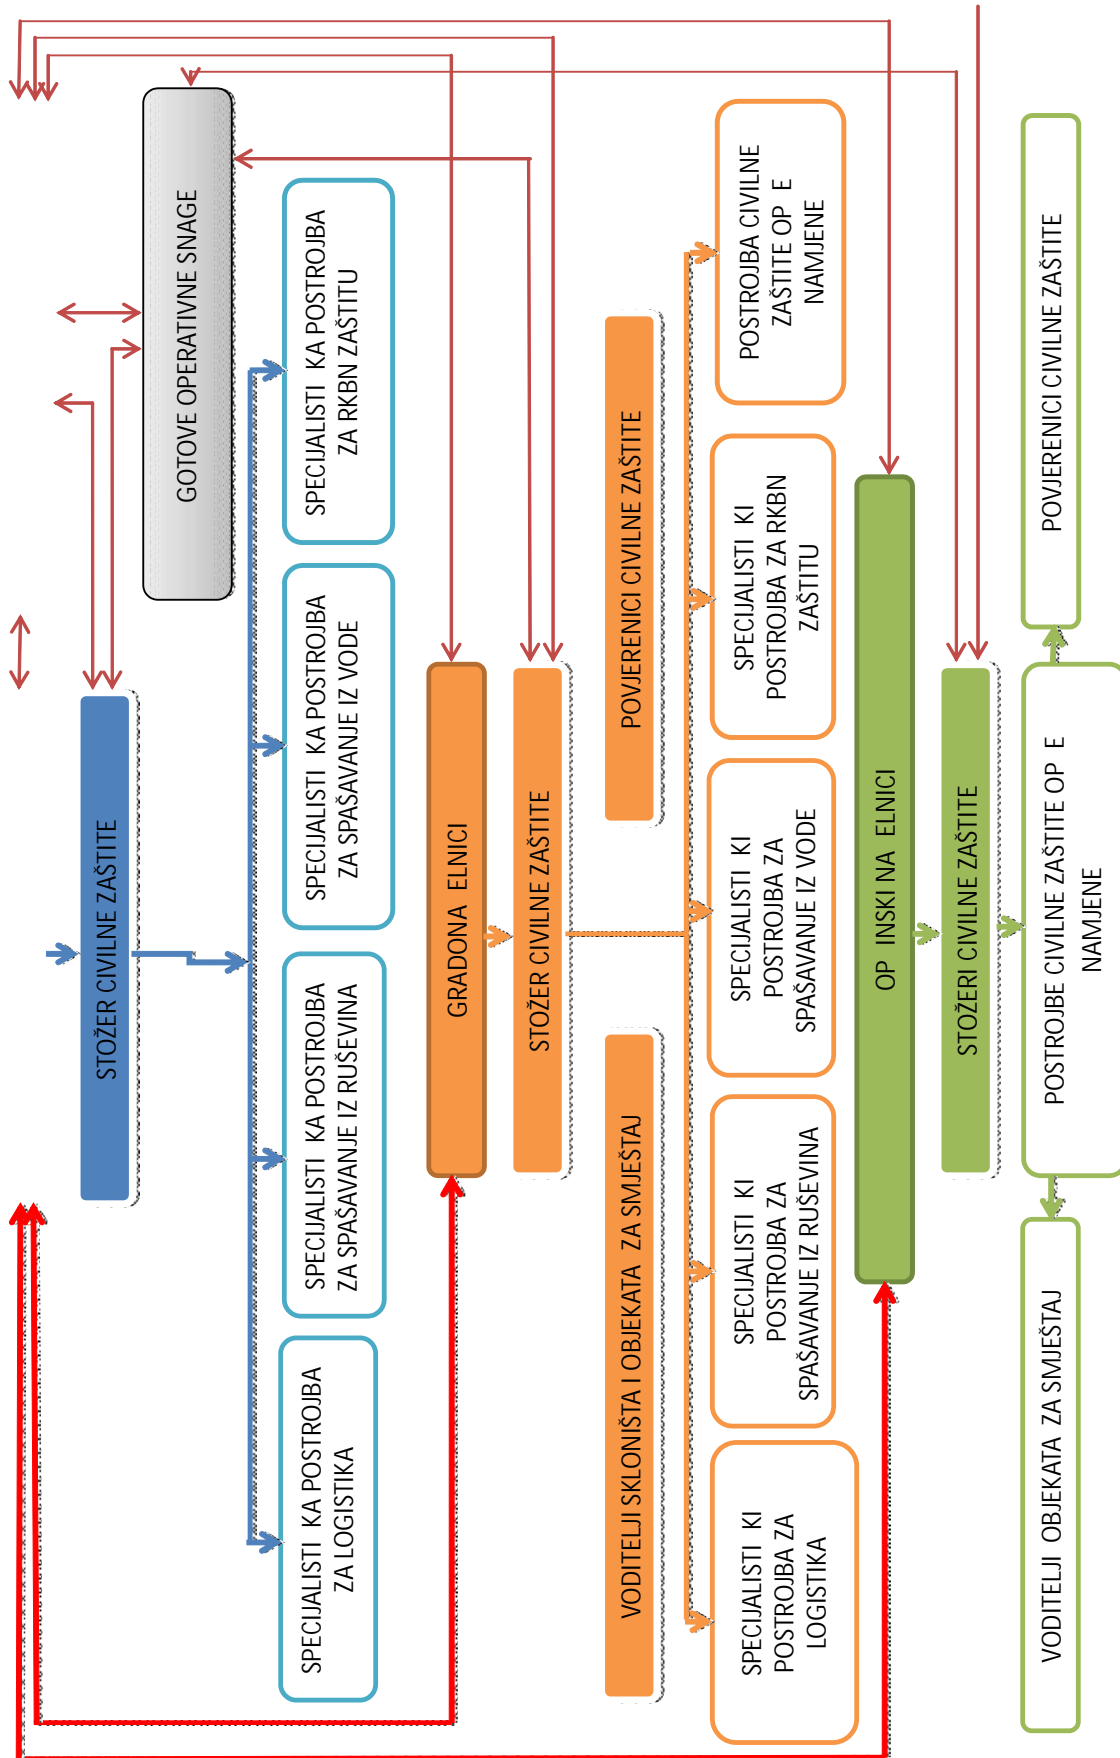 STOŽER CIVILNE ZAŠTITE
GOTOVE OPERATIVNE SNAGE
SPECIJALISTI KA POSTROJBA
ZA LOGISTIKA
SPECIJALISTI KA POSTROJBA
ZA SPAŠAVANJE IZ RUŠEVINA
SPECIJALISTI KA POSTROJBA
ZA SPAŠAVANJE IZ VODE
SPECIJALISTI KA POSTROJBA
ZA RKBN ZAŠTITU
GRADONA ELNICI
STOŽER CIVILNE ZAŠTITE
VODITELJI SKLONIŠTA I OBJEKATA ZA SMJEŠTAJ
POVJERENICI CIVILNE ZAŠTITE
SPECIJALISTI KI
POSTROJBA ZA
LOGISTIKA
SPECIJALISTI KI
POSTROJBA ZA
SPAŠAVANJE IZ RUŠEVINA
SPECIJALISTI KI
POSTROJBA ZA
SPAŠAVANJE IZ VODE
SPECIJALISTI KI
POSTROJBA ZA RKBN
ZAŠTITU
POSTROJBA CIVILNE
ZAŠTITE OP E
NAMJENE
OP INSKI NA ELNICI
STOŽERI CIVILNE ZAŠTITE
VODITELJI OBJEKATA ZA SMJEŠTAJ
POSTROJBE CIVILNE ZAŠTITE OP E
NAMJENE
POVJERENICI CIVILNE ZAŠTITE